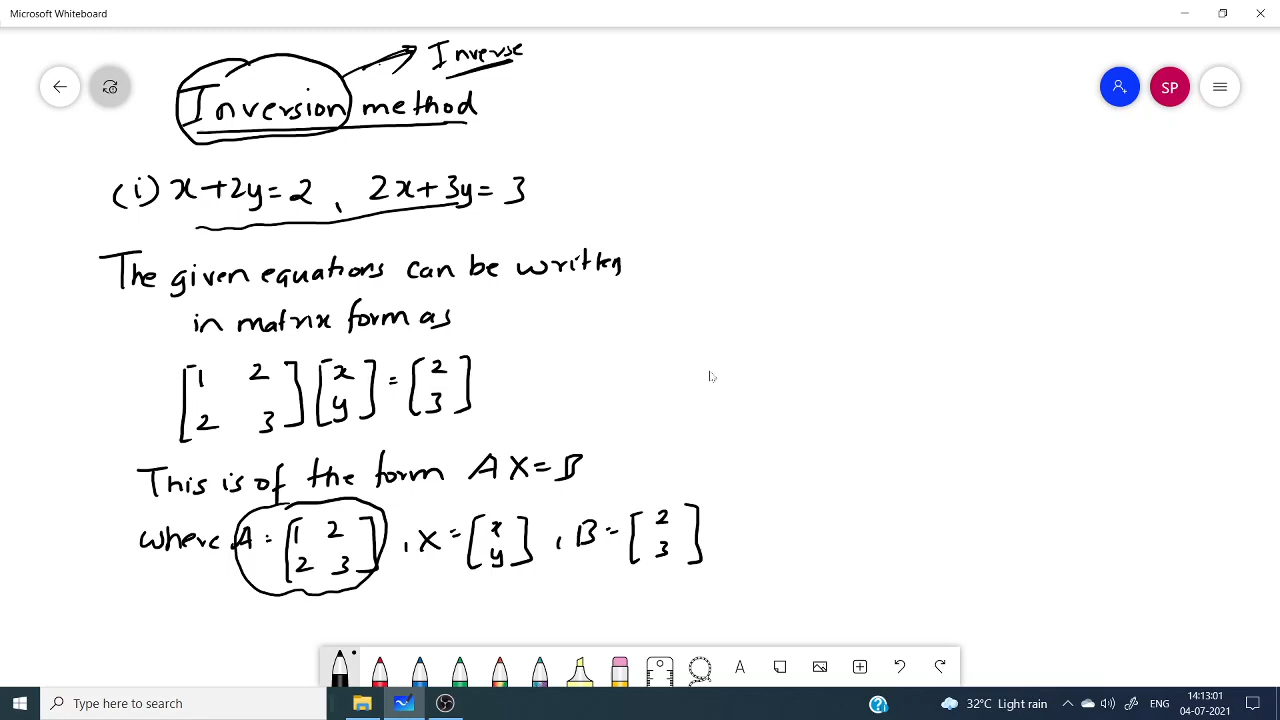 Microsoft Whiteboard
Inverse
Inversion method
SP
(i) x+2y=2 , 2x+3y=3
The given equations can be written
in matrix form as
[1 2 [x = [2
2 3] y] 3]
This is of the form AX=B
where A = [1 2 , X = [x , B = [2
2 3] y] 3]
A
Type here to search
32°C Light rain
ENG
14:13:01
04-07-2021